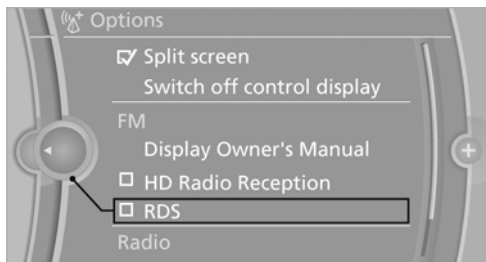 Options
Split screen
Switch off control display
FM
Display Owner's Manual
HD Radio Reception
RDS
Radio